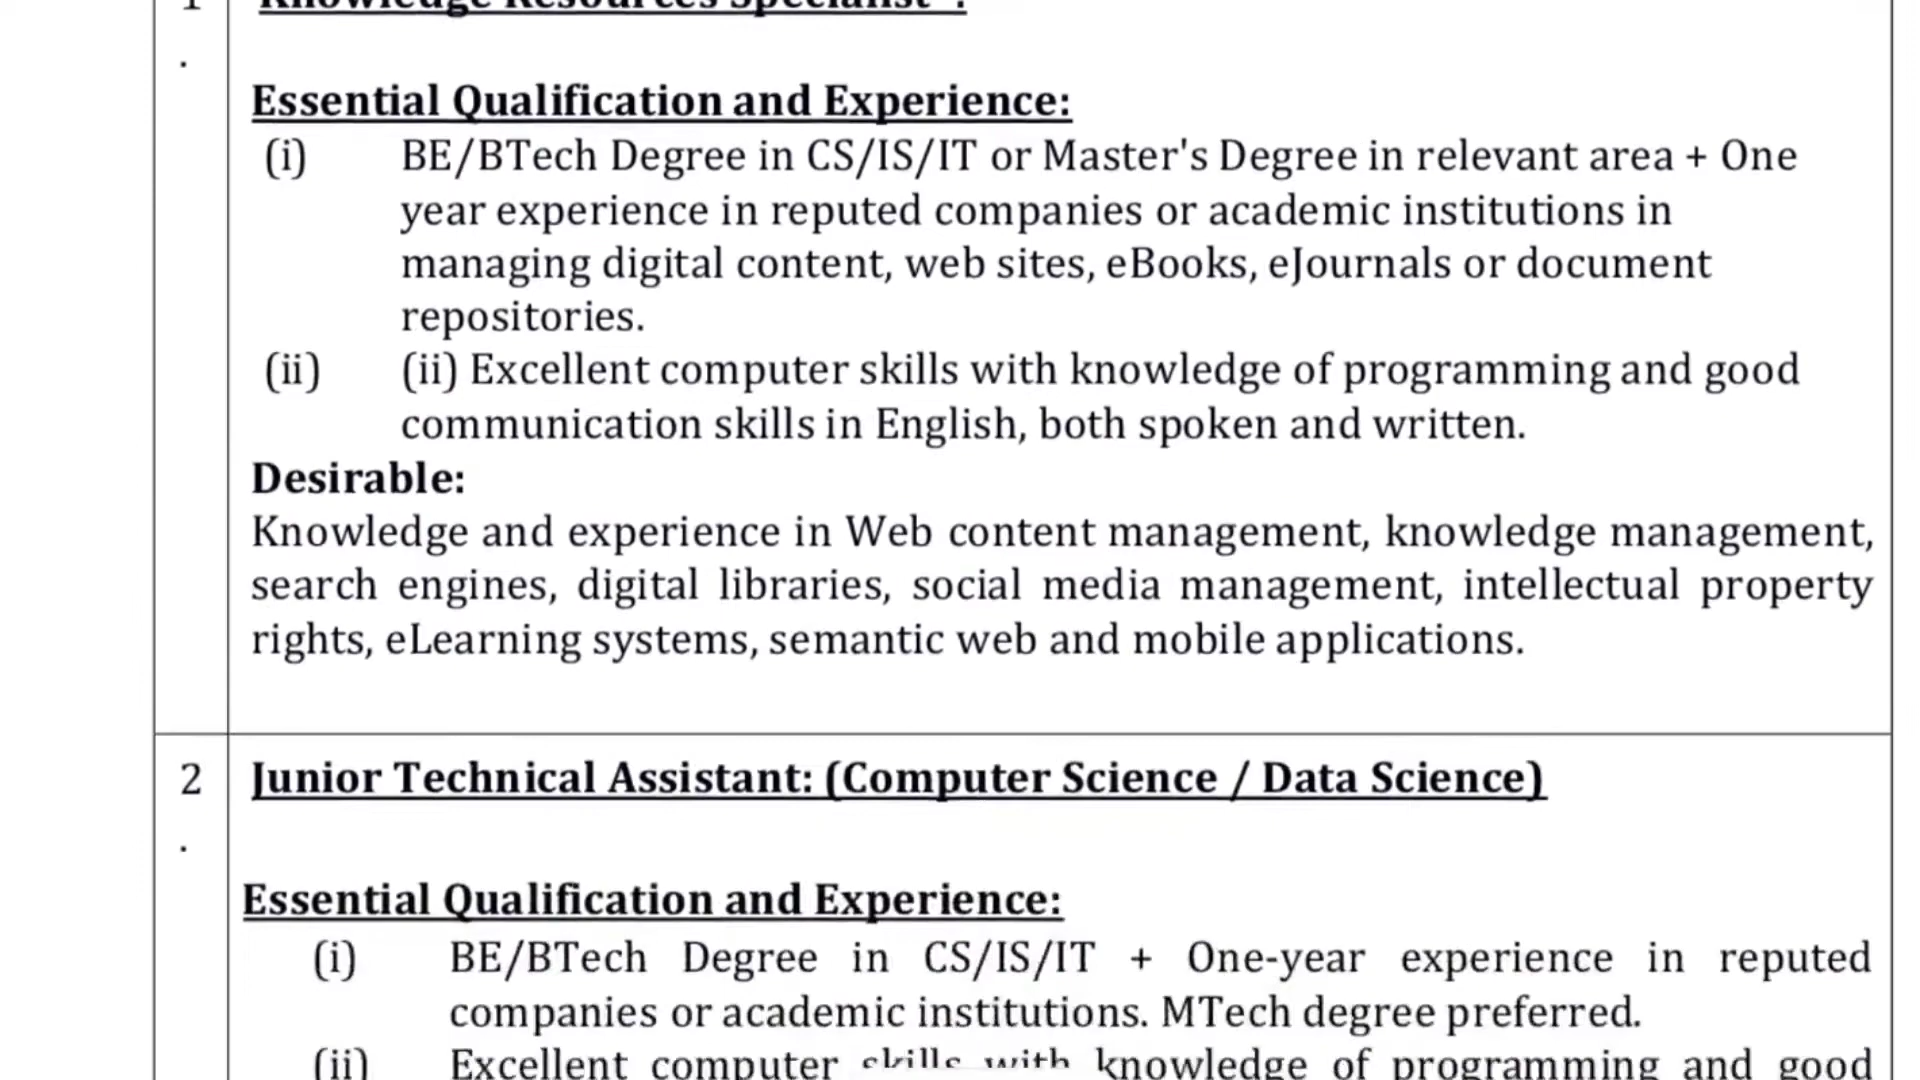 1 Knowledge Resources Specialist :
.
Essential Qualification and Experience:
(i) BE/BTech Degree in CS/IS/IT or Master's Degree in relevant area + One
year experience in reputed companies or academic institutions in
managing digital content, web sites, eBooks, eJournals or document
repositories.
(ii) (ii) Excellent computer skills with knowledge of programming and good
communication skills in English, both spoken and written.
Desirable:
Knowledge and experience in Web content management, knowledge management,
search engines, digital libraries, social media management, intellectual property
rights, eLearning systems, semantic web and mobile applications.
2 Junior Technical Assistant: (Computer Science / Data Science)
.
Essential Qualification and Experience:
(i) BE/BTech Degree in CS/IS/IT + One-year experience in reputed
companies or academic institutions. MTech degree preferred.
(ii) Excellent computer skills with knowledge of programming and good